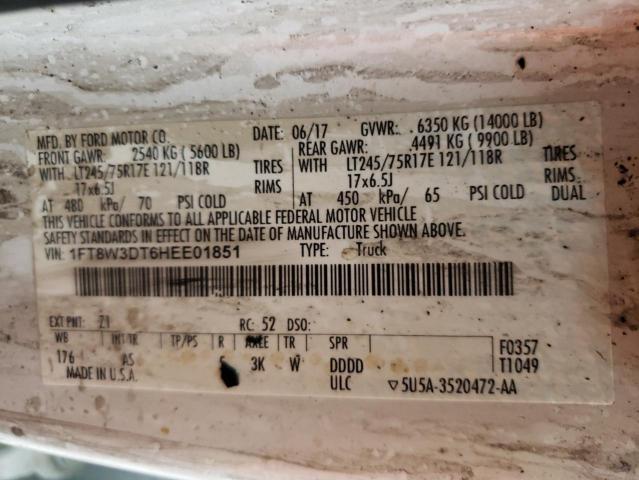 MFD. BY FORD MOTOR CO. DATE: 06/17 GVWR: 6350 KG (14000 LB)
FRONT GAWR: 2540 KG (5600 LB) REAR GAWR: 4491 KG (9900 LB)
WITH LT245/75R17E 121/118R TIRES WITH LT245/75R17E 121/118R TIRES
17x6.5J RIMS 17x6.5J RIMS
AT 480 kPa/ 70 PSI COLD AT 450 kPa/ 65 PSI COLD DUAL
THIS VEHICLE CONFORMS TO ALL APPLICABLE FEDERAL MOTOR VEHICLE
SAFETY STANDARDS IN EFFECT ON THE DATE OF MANUFACTURE SHOWN ABOVE.
VIN: 1FT8W3DT6HEE01851 TYPE: Truck
EXT PNT: Z1 RC: 52 DSO:
WB INT TR TP/PS R AXLE TR SPR F0357
176 AS 3K W DDDD T1049
MADE IN U.S.A. ULC ▽5U5A-3520472-AA